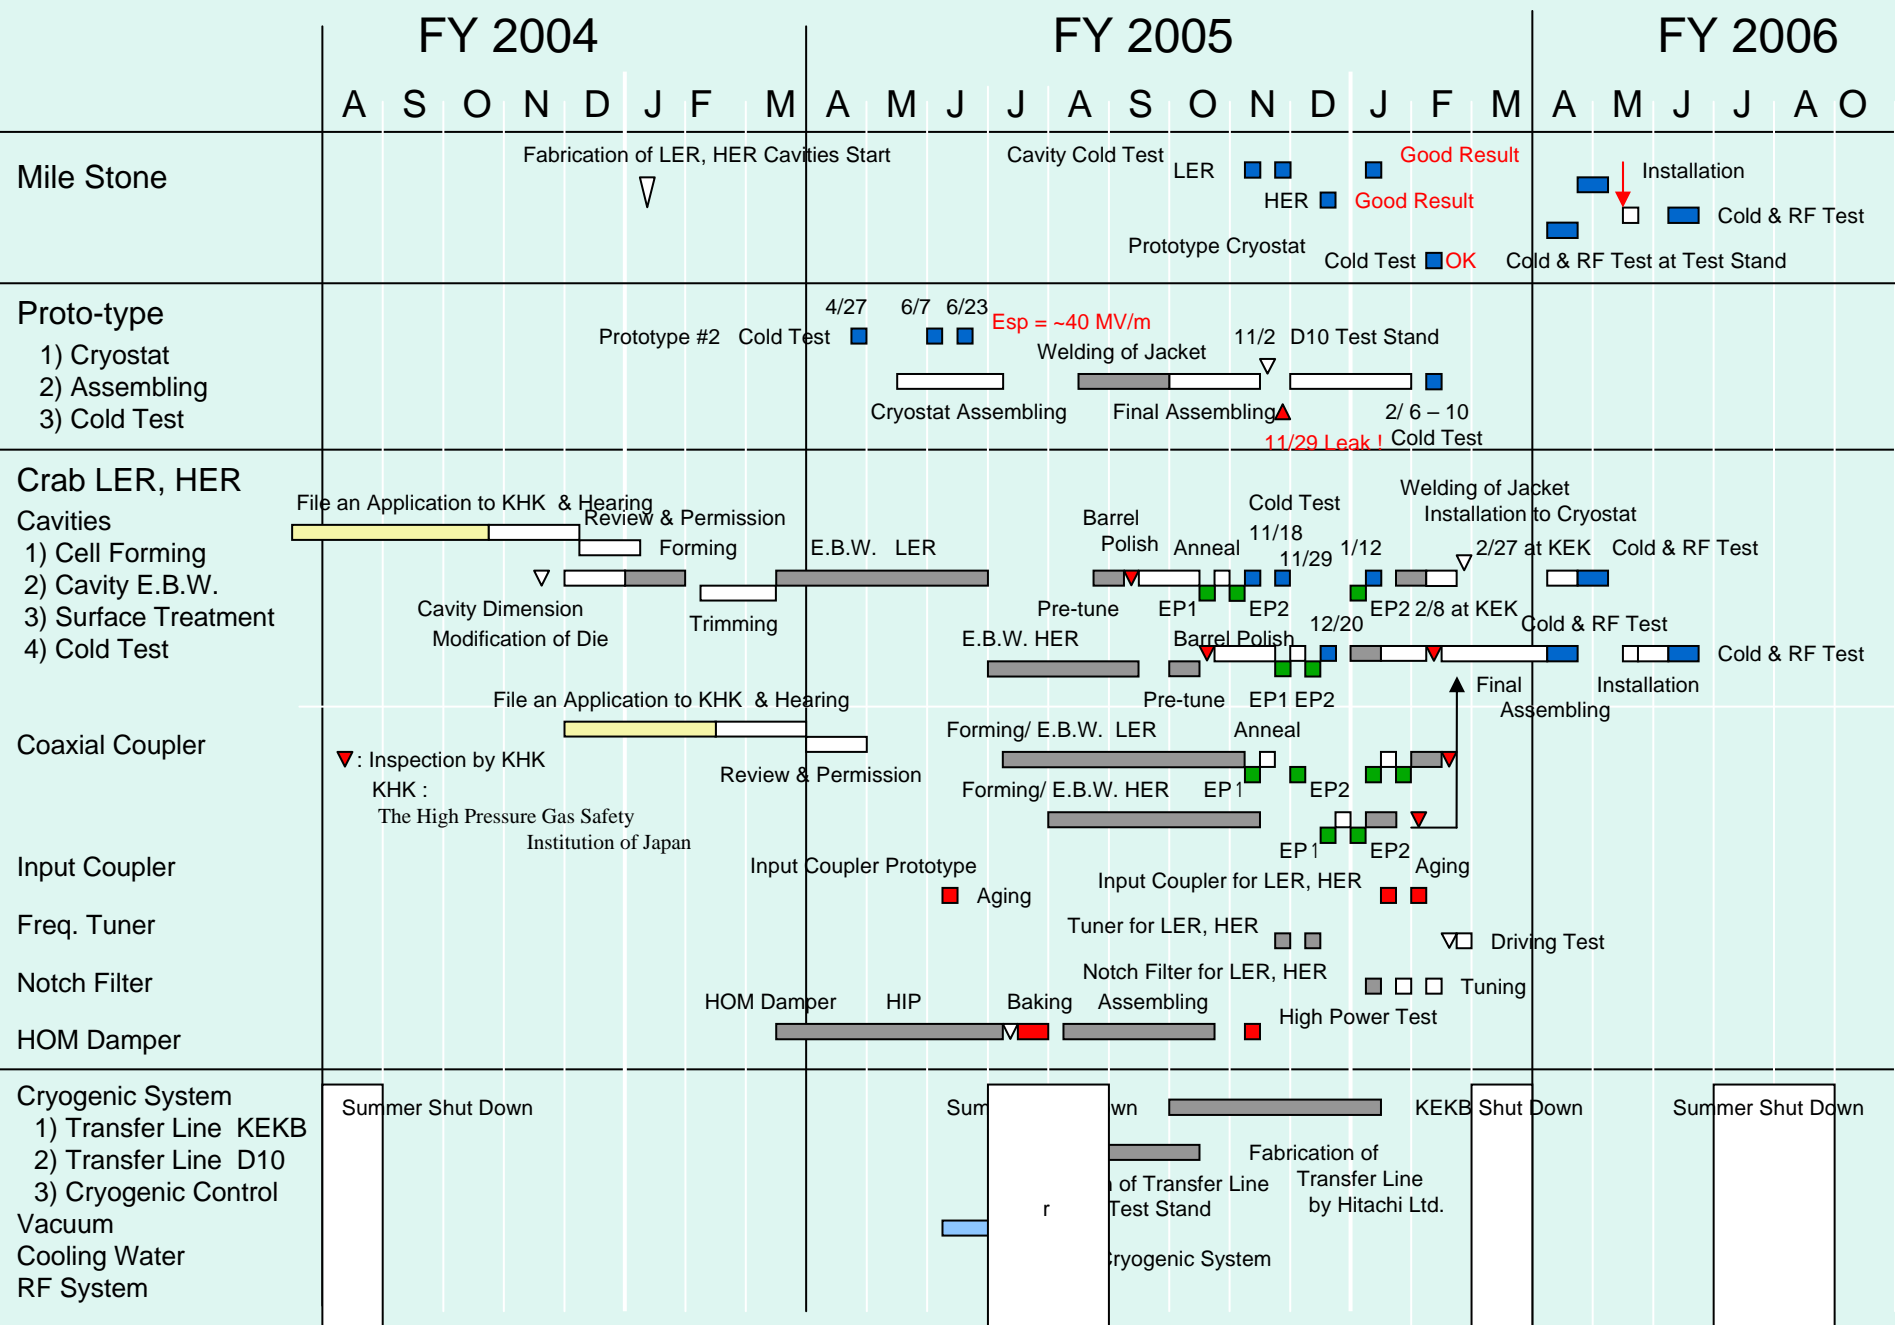 FY 2004 FY 2005 FY 2006
A S O N D J F M A M J J A S O N D J F M A M J J A O
Mile Stone
Fabrication of LER, HER Cavities Start
Cavity Cold Test
LER
Good Result
HER
Good Result
Prototype Cryostat
Cold Test
OK
Installation
Cold & RF Test
Cold & RF Test at Test Stand
Proto-type
1) Cryostat
2) Assembling
3) Cold Test
4/27 6/7 6/23
Prototype #2 Cold Test
Esp = ~40 MV/m
Welding of Jacket
11/2 D10 Test Stand
Cryostat Assembling
Final Assembling
11/29 Leak !
2/ 6 – 10
Cold Test
Crab LER, HER
Cavities
1) Cell Forming
2) Cavity E.B.W.
3) Surface Treatment
4) Cold Test
File an Application to KHK & Hearing
Review & Permission
Forming
E.B.W. LER
Cavity Dimension
Modification of Die
Trimming
Barrel
Polish
Anneal
Cold Test
11/18
11/29
1/12
Welding of Jacket
Installation to Cryostat
2/27 at KEK
Cold & RF Test
Pre-tune
EP1
EP2
EP2
2/8 at KEK
12/20
Cold & RF Test
E.B.W. HER
Barrel Polish
Cold & RF Test
Pre-tune
EP1 EP2
Final
Assembling
Installation
Coaxial Coupler
File an Application to KHK & Hearing
Review & Permission
: Inspection by KHK
KHK :
The High Pressure Gas Safety
Institution of Japan
Forming/ E.B.W. LER
Anneal
Forming/ E.B.W. HER
EP1
EP2
EP1
EP2
Input Coupler
Input Coupler Prototype
Aging
Input Coupler for LER, HER
Aging
Freq. Tuner
Tuner for LER, HER
Driving Test
Notch Filter
Notch Filter for LER, HER
Tuning
HOM Damper
HOM Damper HIP Baking Assembling
High Power Test
Cryogenic System
1) Transfer Line KEKB
2) Transfer Line D10
3) Cryogenic Control
Vacuum
Cooling Water
RF System
Summer Shut Down
Sum
wn
KEKB Shut Down
Summer Shut Down
Fabrication of
Transfer Line
by Hitachi Ltd.
of Transfer Line
Test Stand
r
Cryogenic System